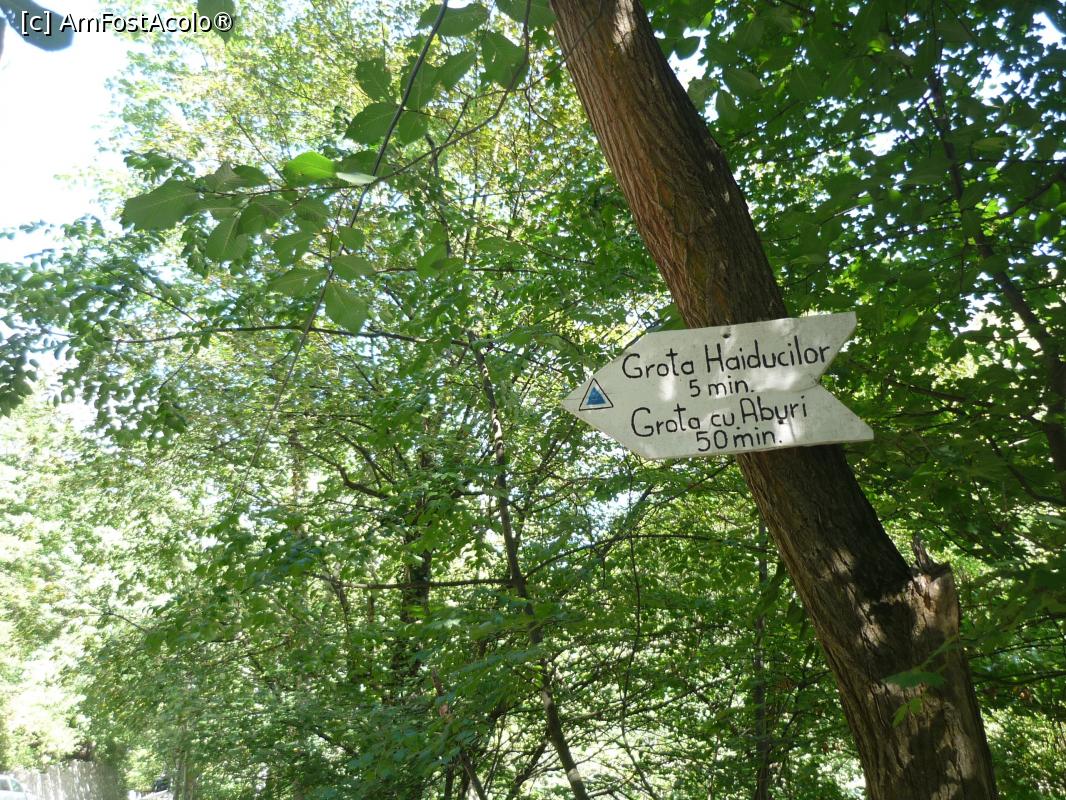 [c] AmFostAcolo®
Grota Haiducilor
5 min.
Grota cu Aburi
50 min.